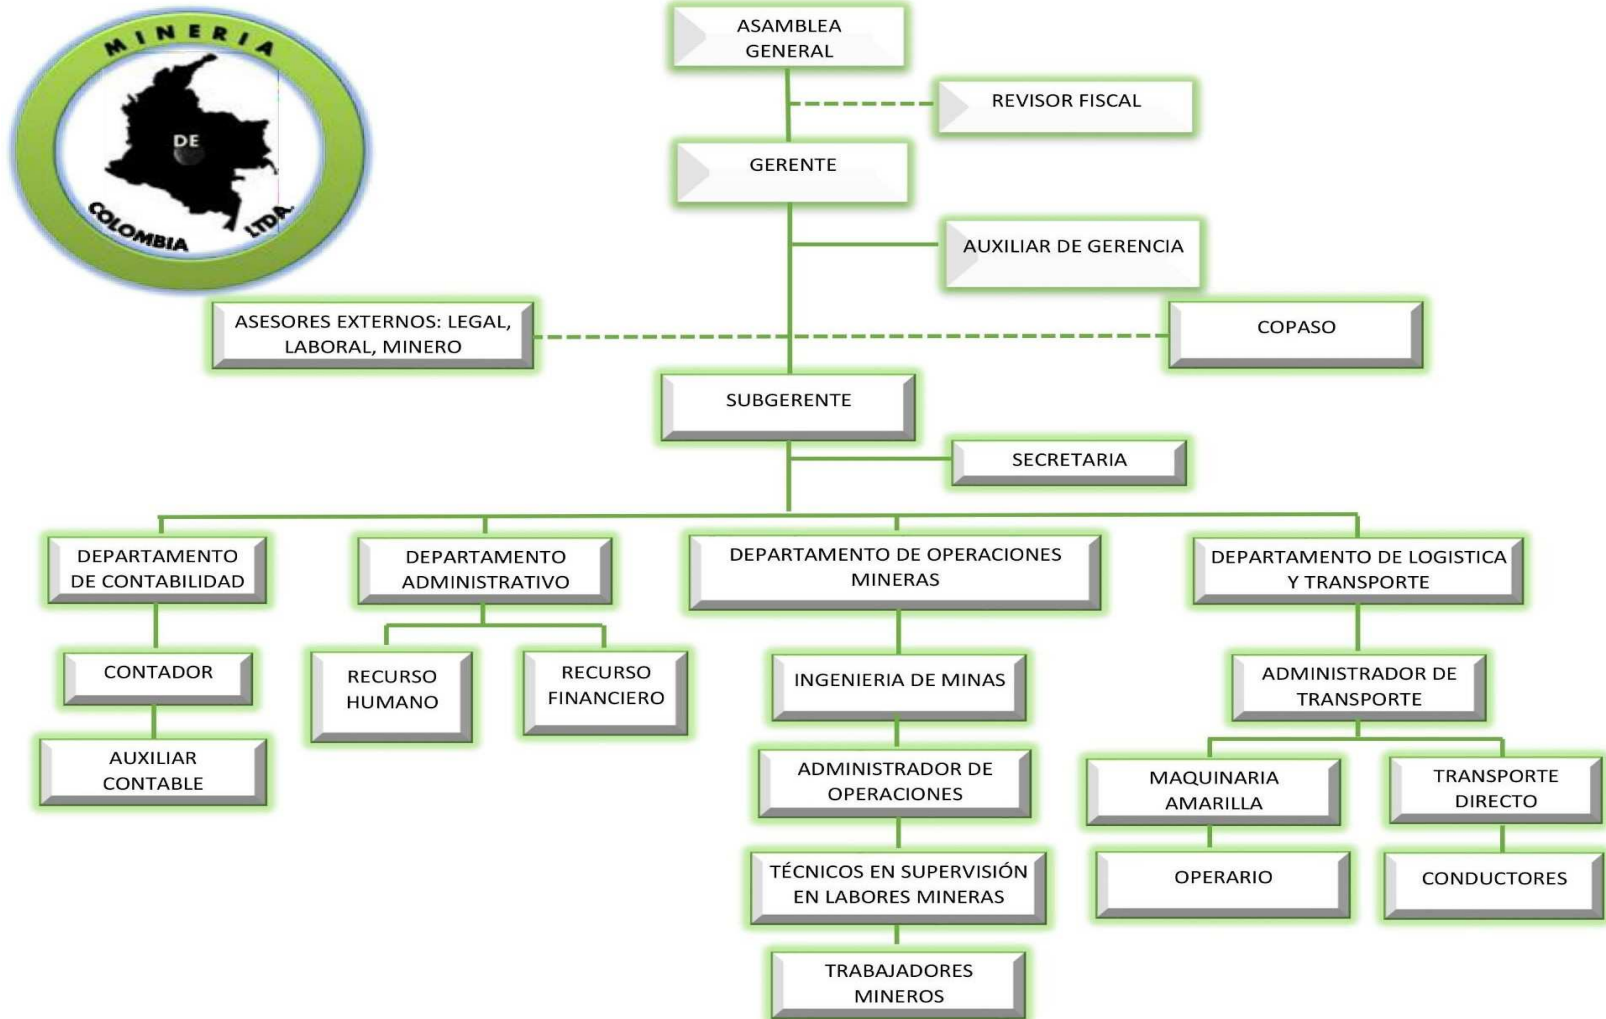 MINERIA
DE
COLOMBIA LTDA.
ASAMBLEA
GENERAL
REVISOR FISCAL
GERENTE
AUXILIAR DE GERENCIA
ASESORES EXTERNOS: LEGAL,
LABORAL, MINERO
COPASO
SUBGERENTE
SECRETARIA
DEPARTAMENTO
DE CONTABILIDAD
DEPARTAMENTO
ADMINISTRATIVO
DEPARTAMENTO DE OPERACIONES
MINERAS
DEPARTAMENTO DE LOGISTICA
Y TRANSPORTE
CONTADOR
RECURSO
HUMANO
RECURSO
FINANCIERO
INGENIERIA DE MINAS
ADMINISTRADOR DE
TRANSPORTE
AUXILIAR
CONTABLE
ADMINISTRADOR DE
OPERACIONES
MAQUINARIA
AMARILLA
TRANSPORTE
DIRECTO
TÉCNICOS EN SUPERVISIÓN
EN LABORES MINERAS
OPERARIO
CONDUCTORES
TRABAJADORES
MINEROS